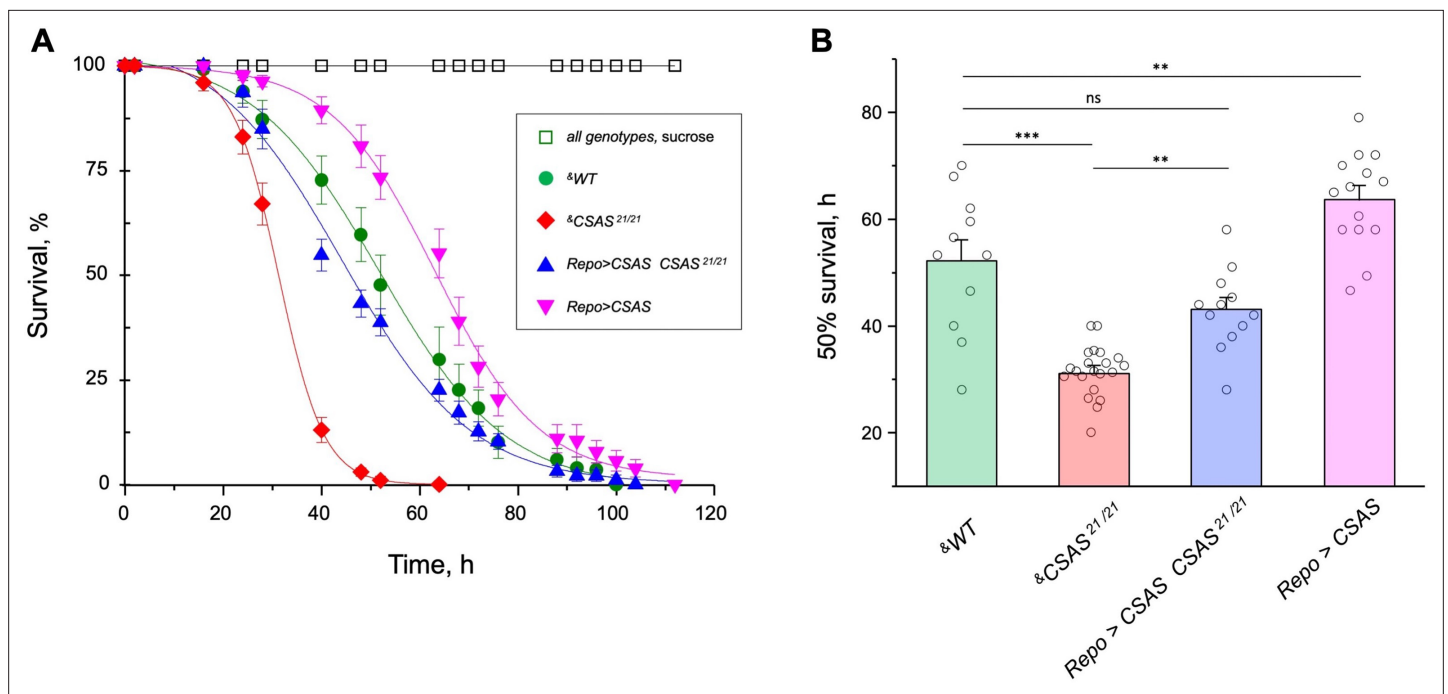 A
100
75
50
25
0
Survival, %
0
20
40
60
80
100
120
Time, h
all genotypes, sucrose
&WT
&CSAS 21/21
Repo>CSAS CSAS 21/21
Repo>CSAS
B
80
60
40
20
50% survival, h
**
ns
***
**
&WT
&CSAS 21/21
Repo > CSAS CSAS 21/21
Repo > CSAS